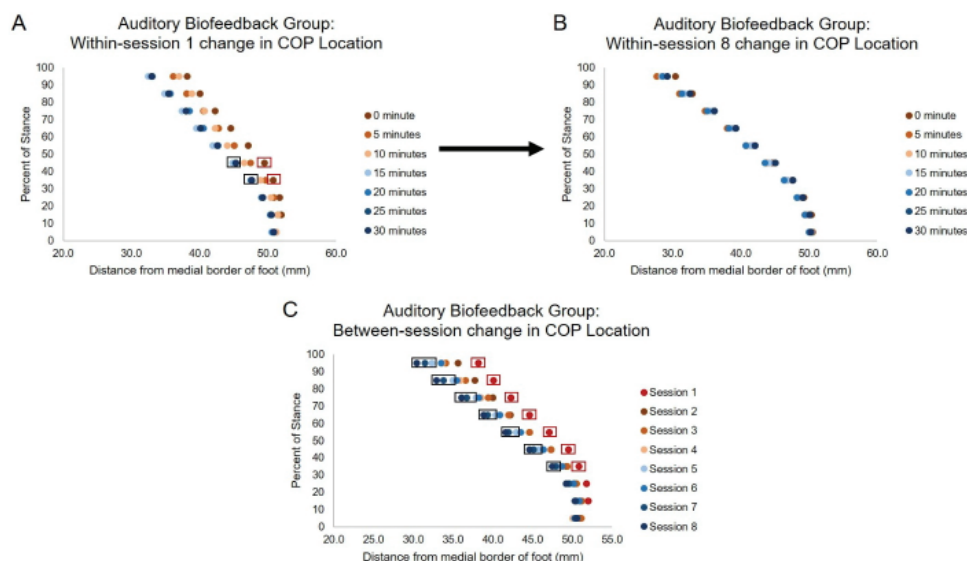 A
Auditory Biofeedback Group:
Within-session 1 change in COP Location
Percent of Stance
100
90
80
70
60
50
40
30
20
10
0
20.0 30.0 40.0 50.0 60.0
Distance from medial border of foot (mm)
0 minute
5 minutes
10 minutes
15 minutes
20 minutes
25 minutes
30 minutes
B
Auditory Biofeedback Group:
Within-session 8 change in COP Location
Percent of Stance
100
90
80
70
60
50
40
30
20
10
0
20.0 30.0 40.0 50.0 60.0
Distance from medial border of foot (mm)
0 minute
5 minutes
10 minutes
15 minutes
20 minutes
25 minutes
30 minutes
C
Auditory Biofeedback Group:
Between-session change in COP Location
Percent of Stance
100
90
80
70
60
50
40
30
20
10
0
20.0 25.0 30.0 35.0 40.0 45.0 50.0 55.0
Distance from medial border of foot (mm)
Session 1
Session 2
Session 3
Session 4
Session 5
Session 6
Session 7
Session 8